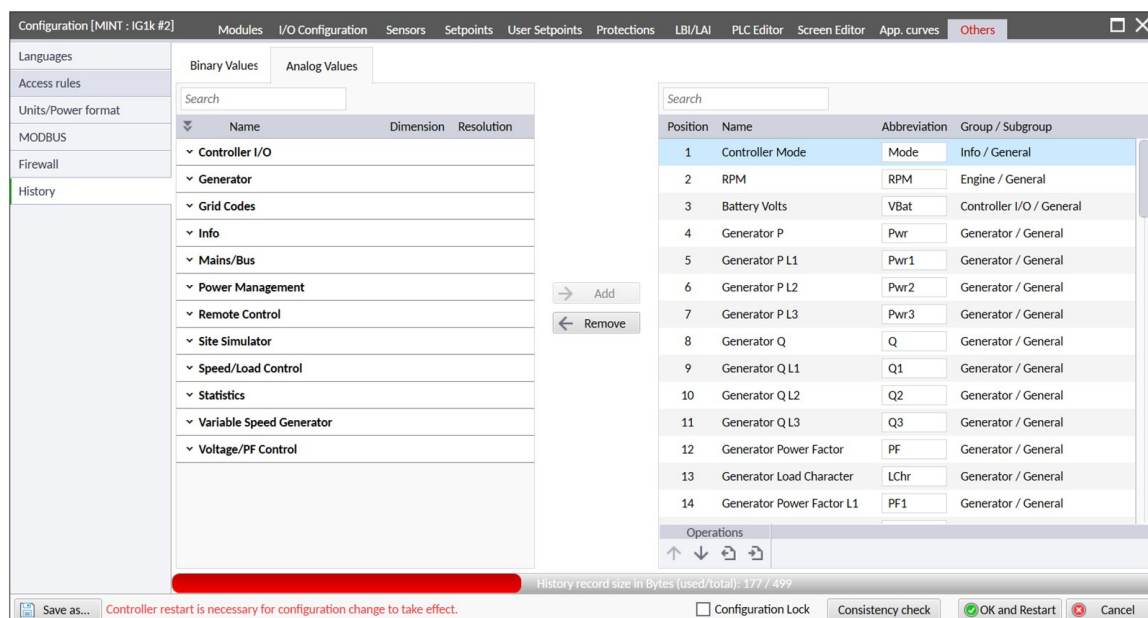 Configuration [MINT : IG1k #2] Modules I/O Configuration Sensors Setpoints User Setpoints Protections LBI/LAI PLC Editor Screen Editor App. curves Others
Languages
Access rules
Units/Power format
MODBUS
Firewall
History
Binary Values Analog Values
Search
Name Dimension Resolution
Controller I/O
Generator
Grid Codes
Info
Mains/Bus
Power Management
Remote Control
Site Simulator
Speed/Load Control
Statistics
Variable Speed Generator
Voltage/PF Control
Add
Remove
Search
Position Name Abbreviation Group / Subgroup
1 Controller Mode Mode Info / General
2 RPM RPM Engine / General
3 Battery Volts VBat Controller I/O / General
4 Generator P Pwr Generator / General
5 Generator P L1 Pwr1 Generator / General
6 Generator P L2 Pwr2 Generator / General
7 Generator P L3 Pwr3 Generator / General
8 Generator Q Q Generator / General
9 Generator Q L1 Q1 Generator / General
10 Generator Q L2 Q2 Generator / General
11 Generator Q L3 Q3 Generator / General
12 Generator Power Factor PF Generator / General
13 Generator Load Character LChr Generator / General
14 Generator Power Factor L1 PF1 Generator / General
Operations
History record size in Bytes (used/total): 177 / 499
Save as... Controller restart is necessary for configuration change to take effect. Configuration Lock Consistency check OK and Restart Cancel